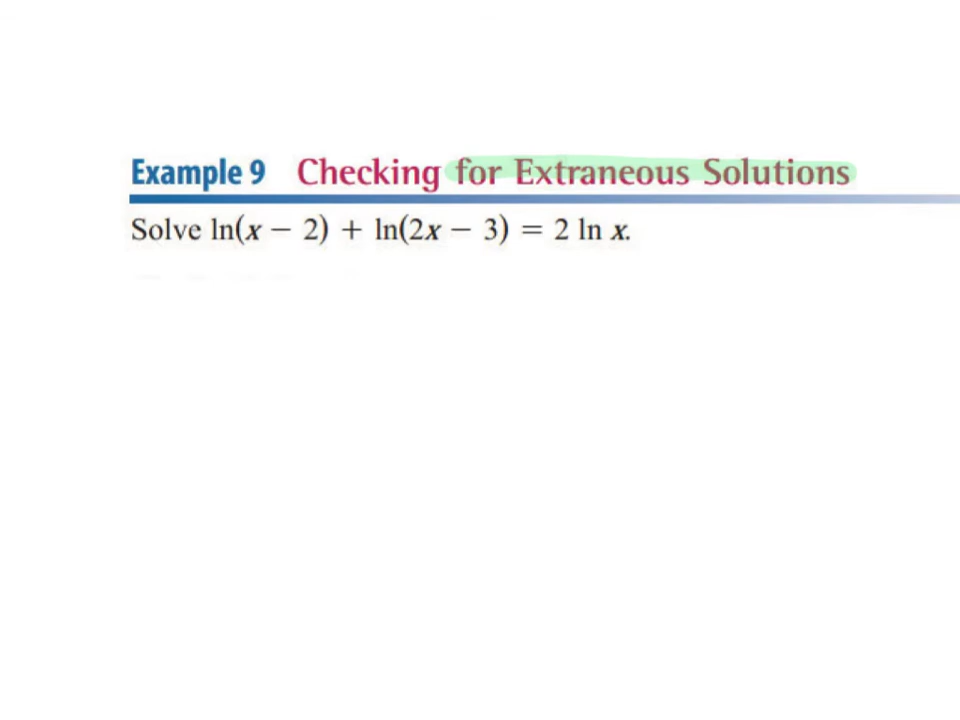 Example 9 Checking for Extraneous Solutions
Solve ln(x − 2) + ln(2x − 3) = 2 ln x.